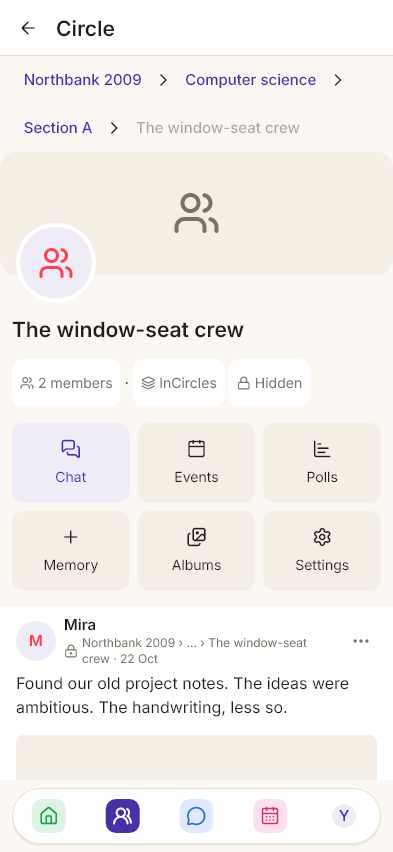 Circle
Northbank 2009 > Computer science >
Section A > The window-seat crew
The window-seat crew
2 members · InCircles Hidden
Chat Events Polls
Memory Albums Settings
M Mira
Northbank 2009 › ... › The window-seat
crew · 22 Oct
Found our old project notes. The ideas were
ambitious. The handwriting, less so.
Y